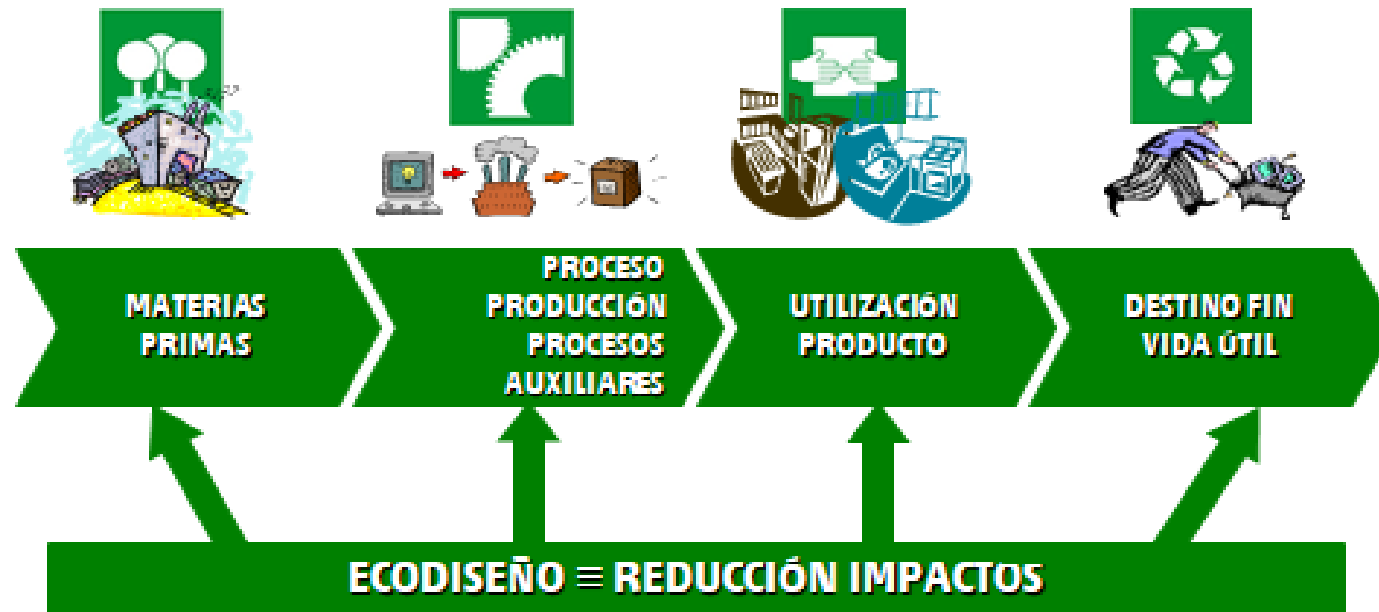 MATERIAS
PRIMAS
PROCESO
PRODUCCIÓN
PROCESOS
AUXILIARES
UTILIZACIÓN
PRODUCTO
DESTINO FIN
VIDA ÚTIL
ECODISEÑO ≡ REDUCCIÓN IMPACTOS